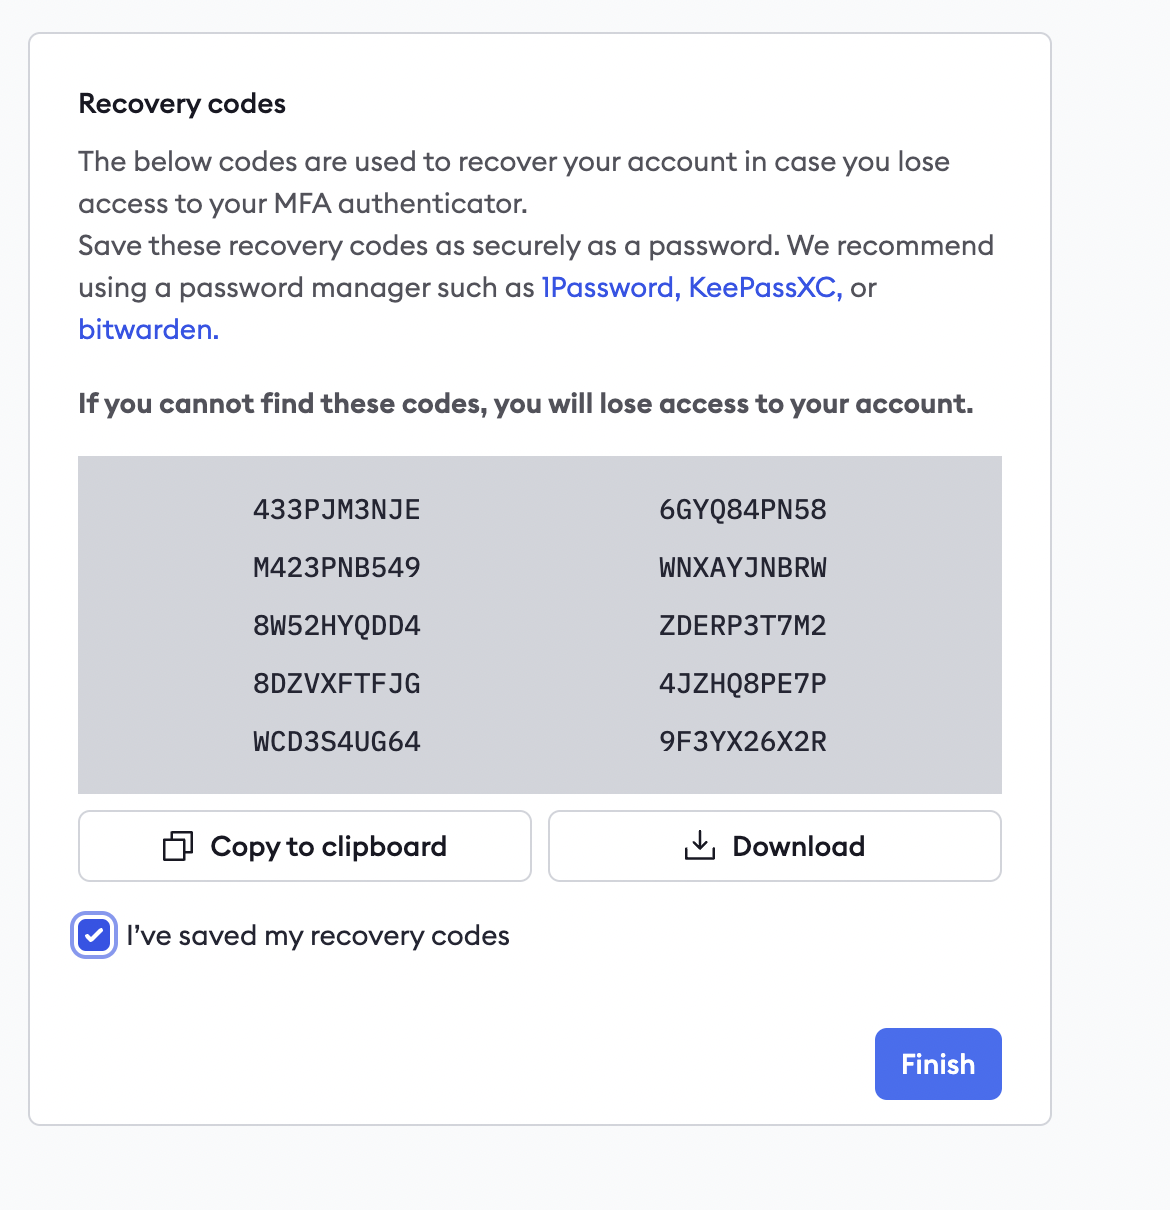 Recovery codes
The below codes are used to recover your account in case you lose
access to your MFA authenticator.
Save these recovery codes as securely as a password. We recommend
using a password manager such as 1Password, KeePassXC, or
bitwarden.
If you cannot find these codes, you will lose access to your account.
433PJM3NJE 6GYQ84PN58
M423PNB549 WNXAYJNBRW
8W52HYQDD4 ZDERP3T7M2
8DZVXFTFJG 4JZHQ8PE7P
WCD3S4UG64 9F3YX26X2R
Copy to clipboard Download
I’ve saved my recovery codes
Finish